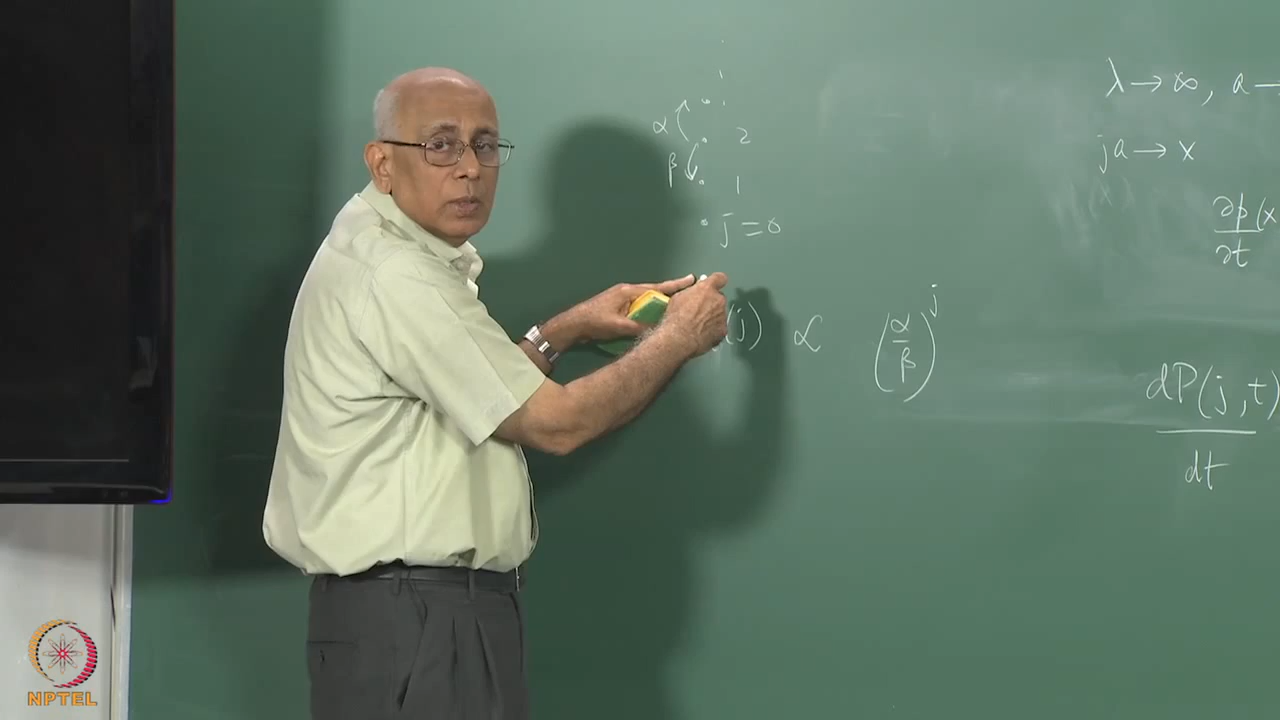 α
2
β
1
j = 0
(j) ∝ (α/β)^j
λ → ∞, a →
ja → x
∂p(x
∂t
dP(j, t)
dt
NPTEL